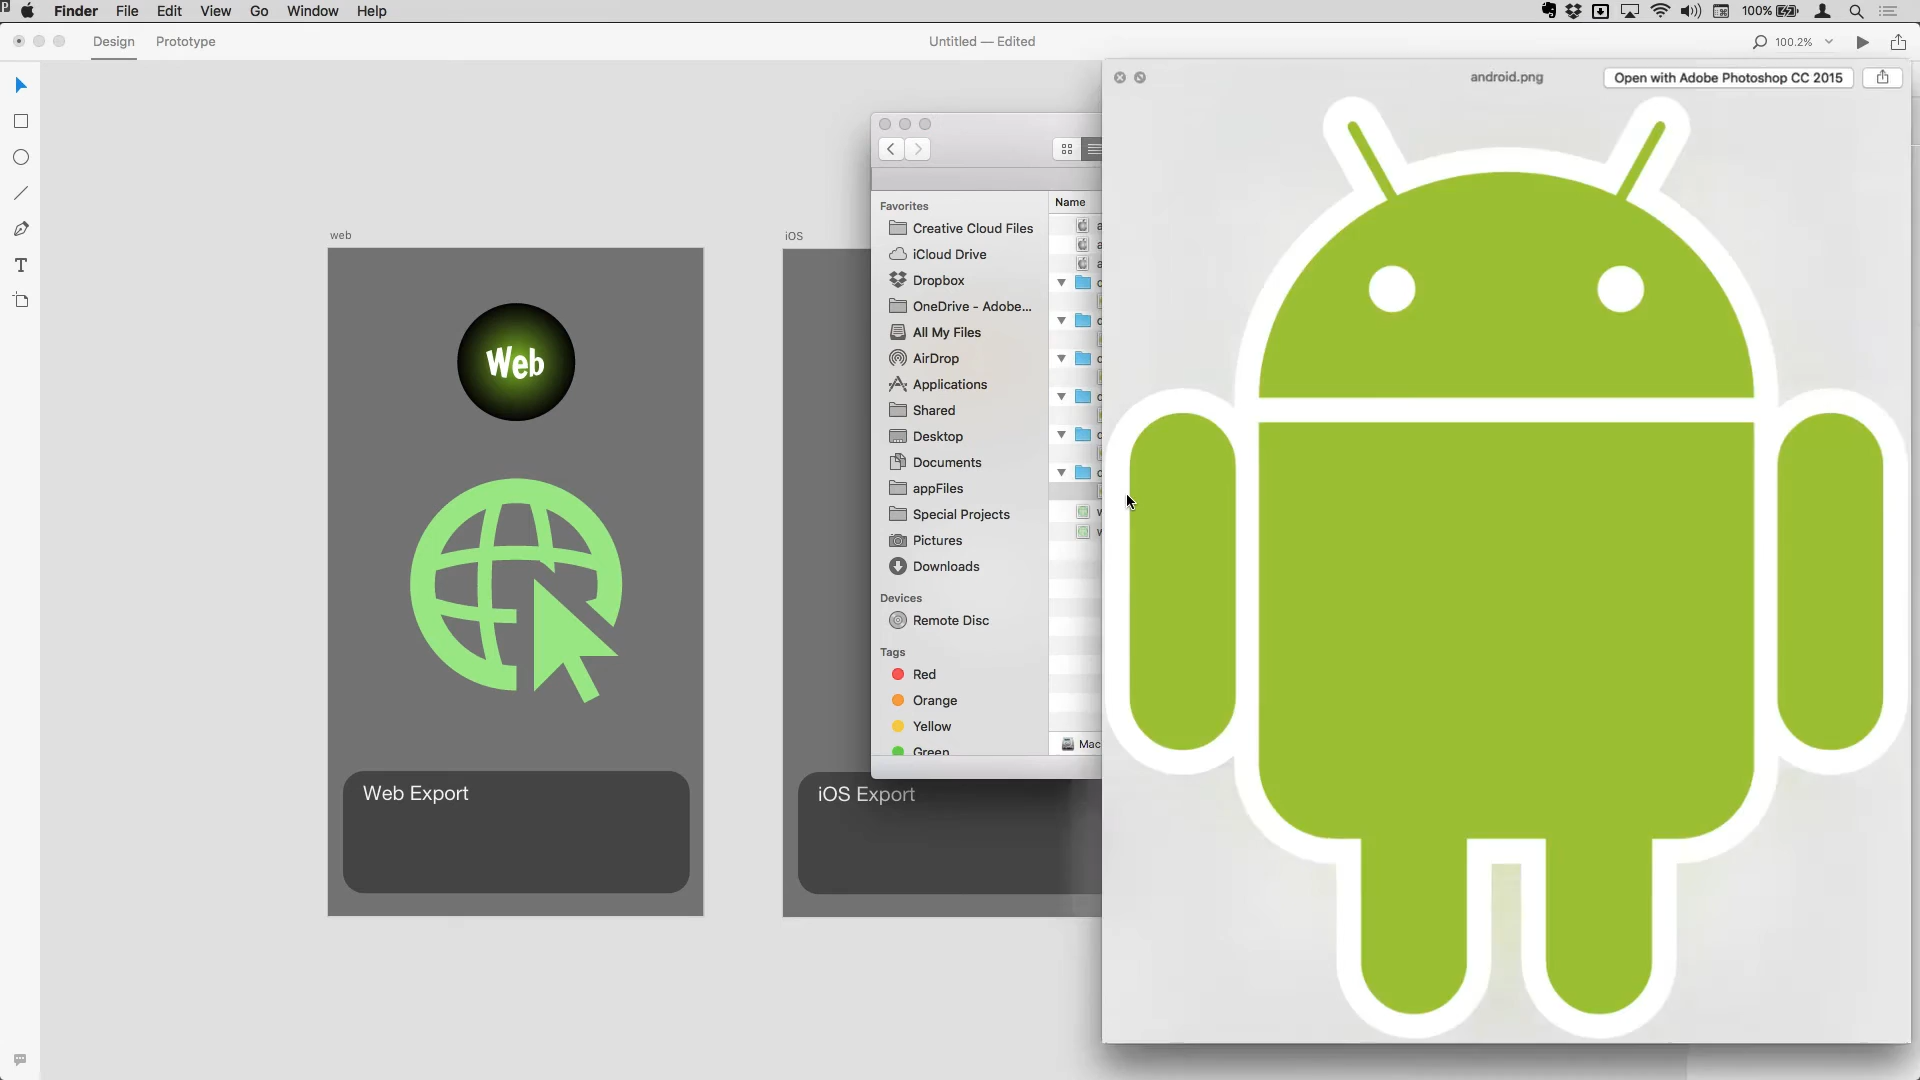 Finder File Edit View Go Window Help 100%
Design Prototype Untitled — Edited 100.2%
android.png Open with Adobe Photoshop CC 2015
web
iOS
Web
Web Export
iOS Export
Favorites
Creative Cloud Files
iCloud Drive
Dropbox
OneDrive - Adobe...
All My Files
AirDrop
Applications
Shared
Desktop
Documents
appFiles
Special Projects
Pictures
Downloads
Devices
Remote Disc
Tags
Red
Orange
Yellow
Green
Name
Mac